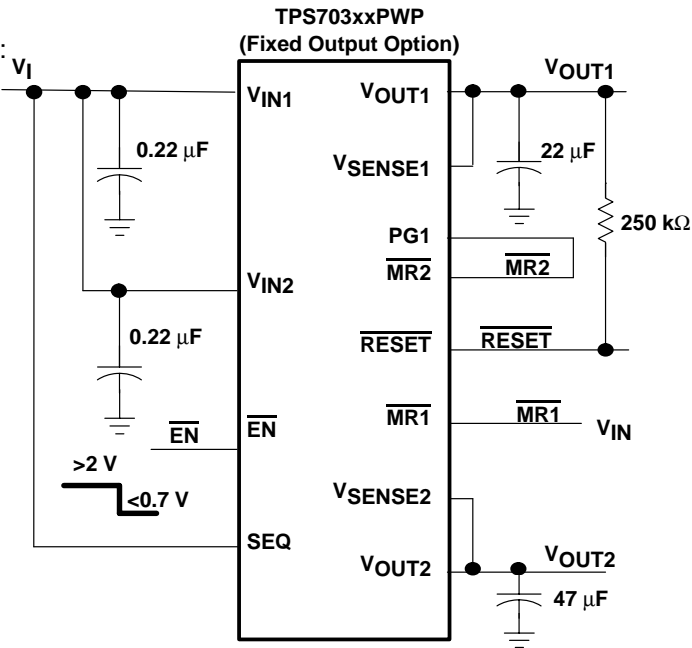 TPS703xxPWP
(Fixed Output Option)
:
VI
VOUT1
VIN1
VOUT1
0.22 μF
22 μF
VSENSE1
250 kΩ
PG1
MR2
MR2
VIN2
0.22 μF
RESET
RESET
EN
EN
MR1
MR1
VIN
>2 V
<0.7 V
VSENSE2
SEQ
VOUT2
VOUT2
47 μF